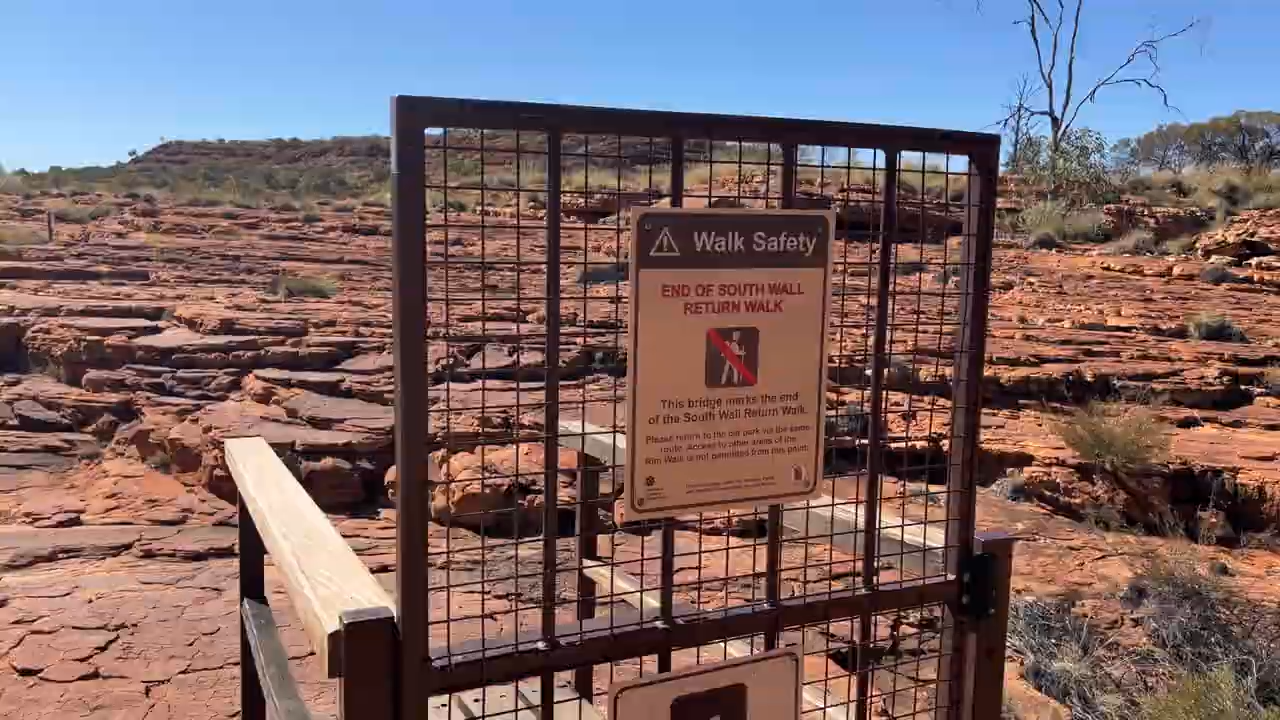 Walk Safety
END OF SOUTH WALL
RETURN WALK
This bridge marks the end
of the South Wall Return Walk.
Please return to the car park via the same
route. Access to other areas of the
Rim Walk is not permitted from this point.